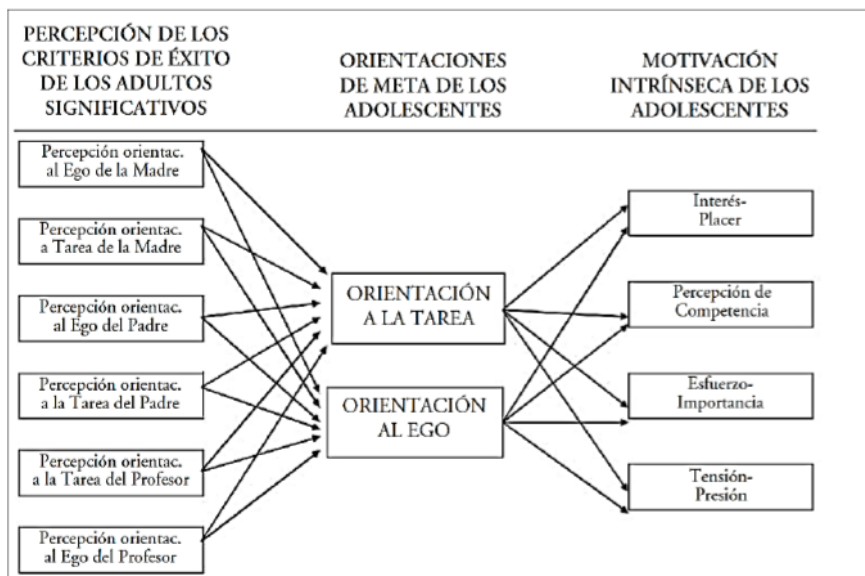 PERCEPCIÓN DE LOS
CRITERIOS DE ÉXITO
DE LOS ADULTOS
SIGNIFICATIVOS
ORIENTACIONES
DE META DE LOS
ADOLESCENTES
MOTIVACIÓN
INTRÍNSECA DE LOS
ADOLESCENTES
Percepción orientac.
al Ego de la Madre
Percepción orientac.
a Tarea de la Madre
Percepción orientac.
al Ego del Padre
Percepción orientac.
a la Tarea del Padre
Percepción orientac.
a la Tarea del Profesor
Percepción orientac.
al Ego del Profesor
ORIENTACIÓN
A LA TAREA
ORIENTACIÓN
AL EGO
Interés-
Placer
Percepción de
Competencia
Esfuerzo-
Importancia
Tensión-
Presión